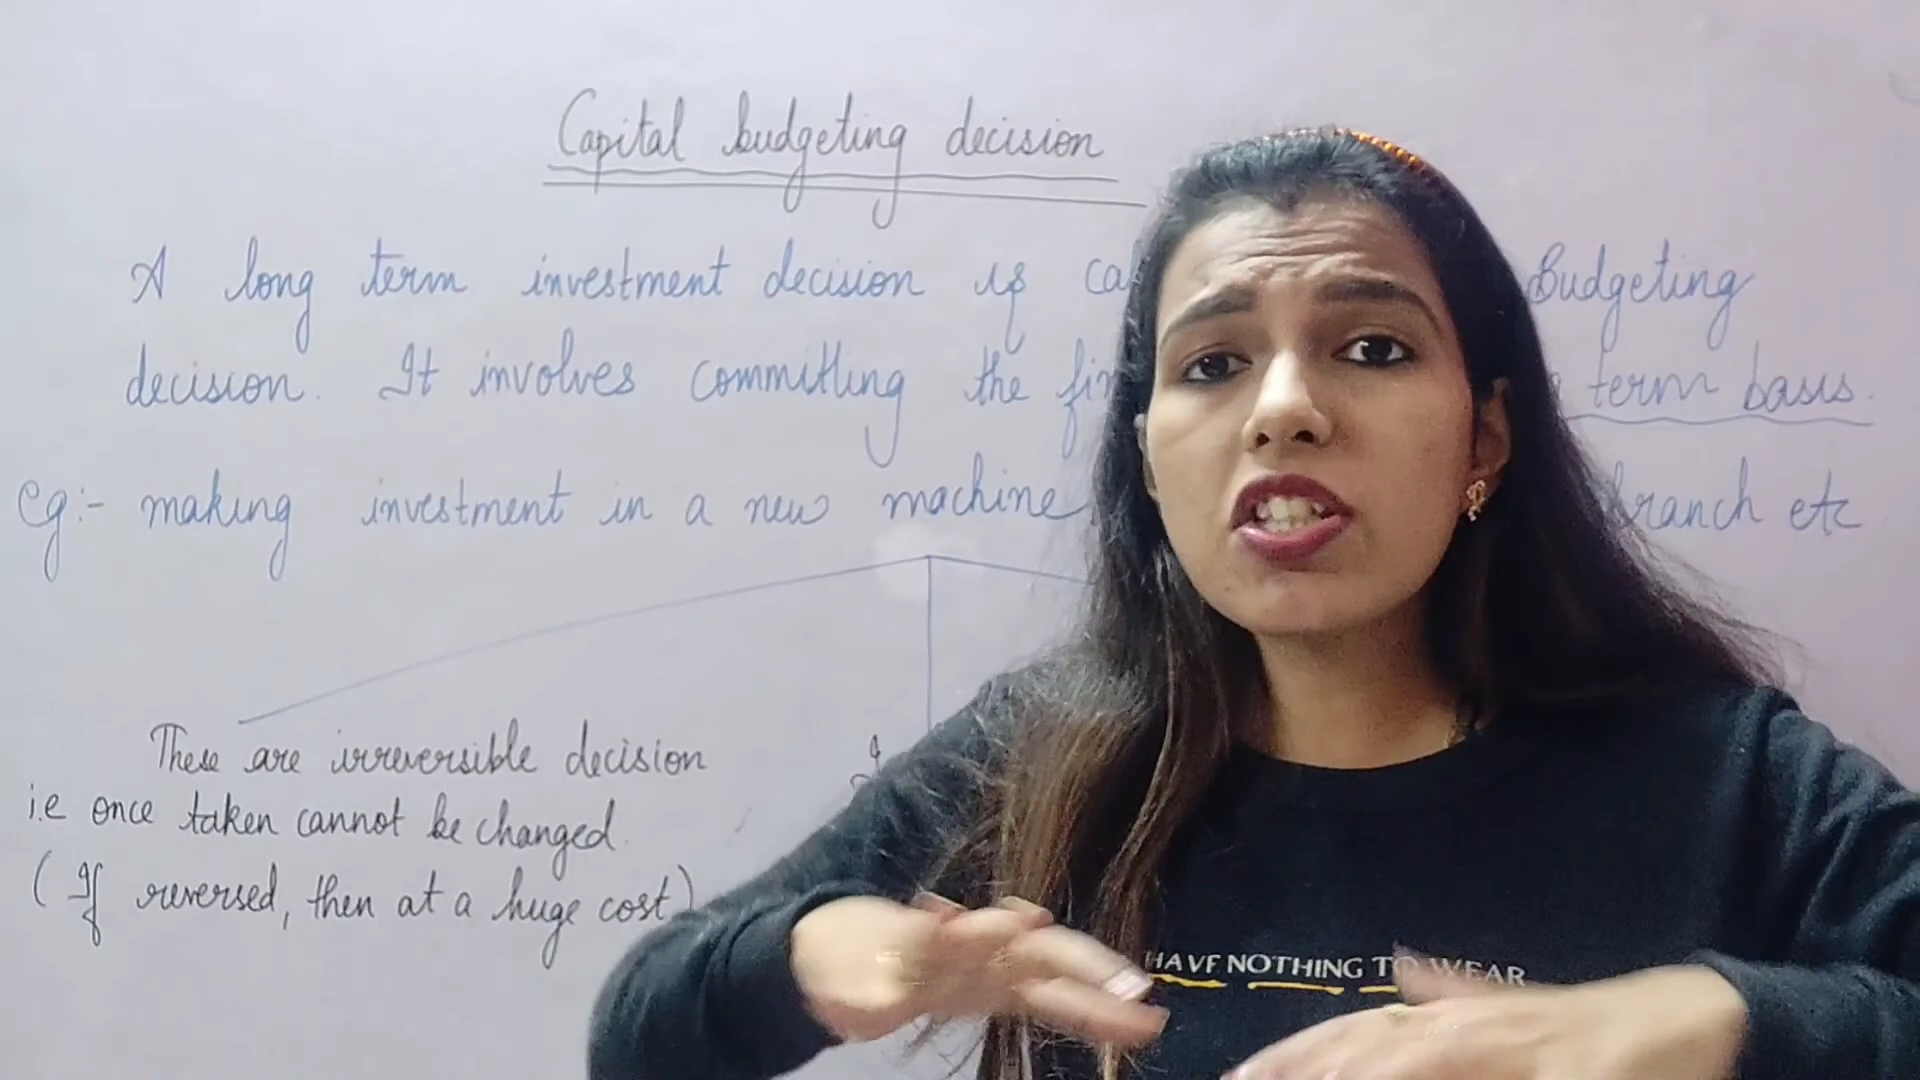 Capital budgeting decision
A long term investment decision is Budgeting
decision. It involves committing the term basis.
eg:- making investment in a new machine branch etc
These are irreversible decision
i.e once taken cannot be changed.
(If reversed, then at a huge cost)
HAVE NOTHING TO WEAR